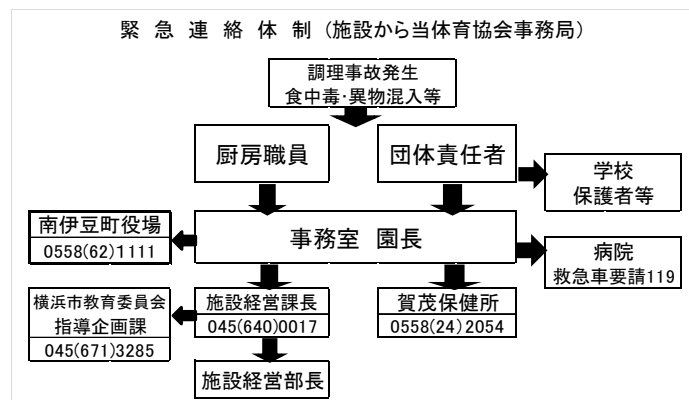 緊急連絡体制（施設から当体育協会事務局）
調理事故発生
食中毒･異物混入等
厨房職員
団体責任者
学校
保護者等
南伊豆町役場
0558(62)1111
事務室　園長
病院
救急車要請119
横浜市教育委員会
指導企画課
045(671)3285
施設経営課長
045(640)0017
賀茂保健所
0558(24)2054
施設経営部長